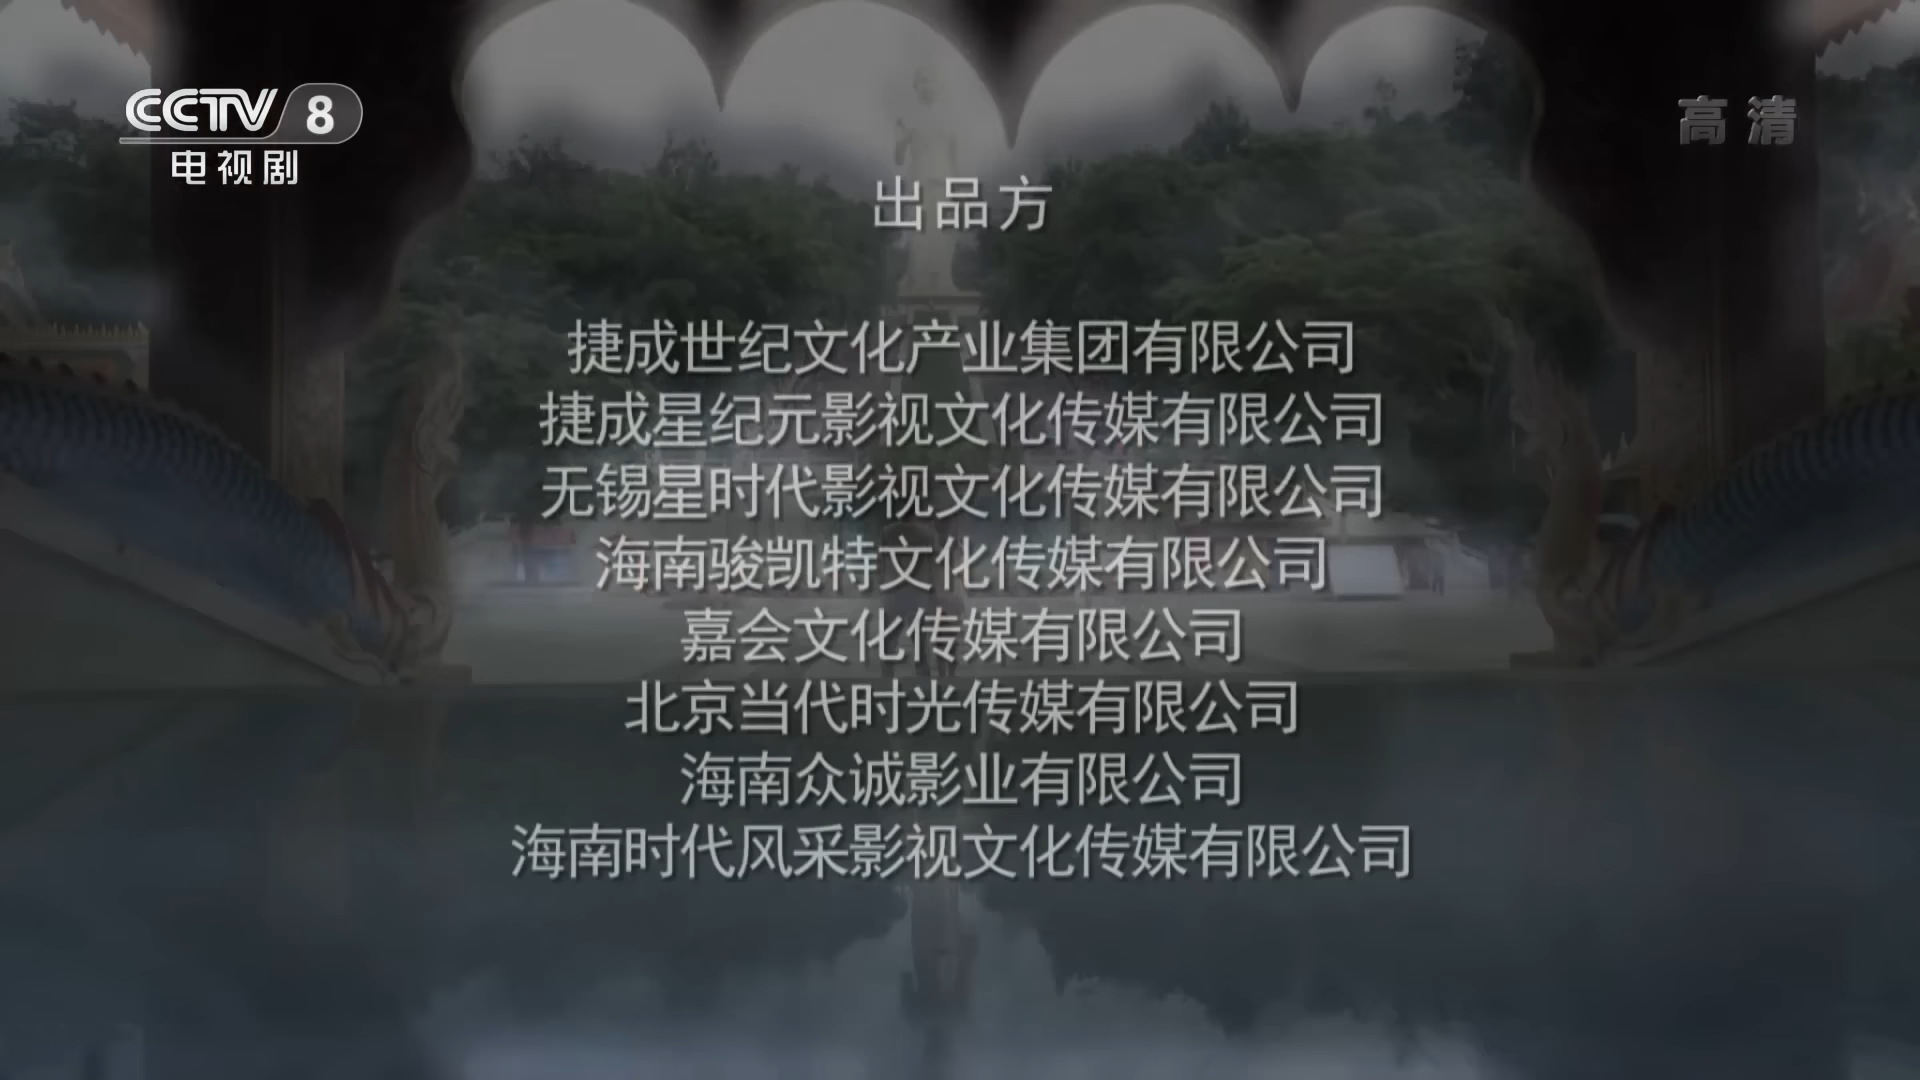 CCTV 8
电视剧
高清
出品方
捷成世纪文化产业集团有限公司
捷成星纪元影视文化传媒有限公司
无锡星时代影视文化传媒有限公司
海南骏凯特文化传媒有限公司
嘉会文化传媒有限公司
北京当代时光传媒有限公司
海南众诚影业有限公司
海南时代风采影视文化传媒有限公司